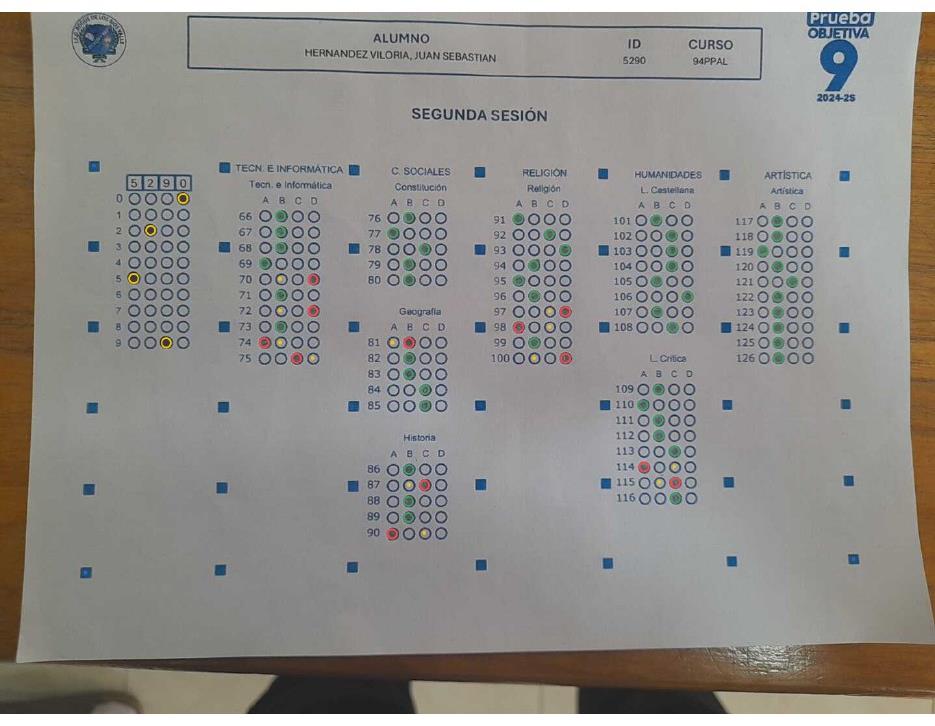 Prueba
OBJETIVA
9
2024-2S
ALUMNO
HERNANDEZ VILORIA, JUAN SEBASTIAN
ID
5290
CURSO
94PPAL
SEGUNDA SESIÓN
5 2 9 0
0
1
2
3
4
5
6
7
8
9
TECN. E INFORMÁTICA
Tecn. e Informática
A B C D
66
67
68
69
70
71
72
73
74
75
C. SOCIALES
Constitución
A B C D
76
77
78
79
80
Geografía
A B C D
81
82
83
84
85
Historia
A B C D
86
87
88
89
90
RELIGIÓN
Religión
A B C D
91
92
93
94
95
96
97
98
99
100
HUMANIDADES
L. Castellana
A B C D
101
102
103
104
105
106
107
108
L. Crítica
A B C D
109
110
111
112
113
114
115
116
ARTÍSTICA
Artística
A B C D
117
118
119
120
121
122
123
124
125
126